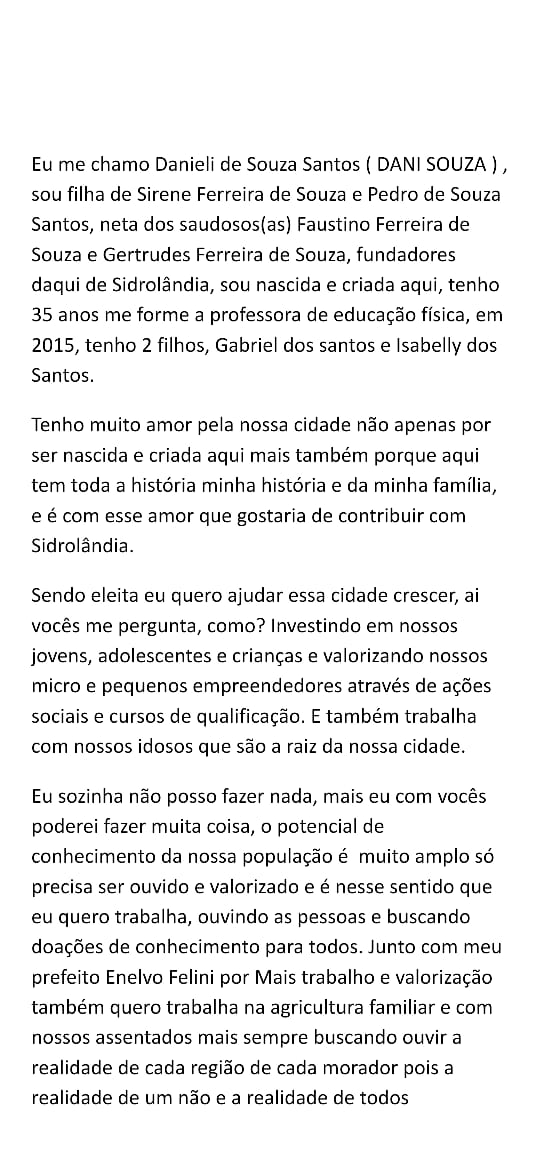 Eu me chamo Danieli de Souza Santos ( DANI SOUZA ) ,
sou filha de Sirene Ferreira de Souza e Pedro de Souza
Santos, neta dos saudosos(as) Faustino Ferreira de
Souza e Gertrudes Ferreira de Souza, fundadores
daqui de Sidrolândia, sou nascida e criada aqui, tenho
35 anos me forme a professora de educação física, em
2015, tenho 2 filhos, Gabriel dos santos e Isabelly dos
Santos.
Tenho muito amor pela nossa cidade não apenas por
ser nascida e criada aqui mais também porque aqui
tem toda a história minha história e da minha família,
e é com esse amor que gostaria de contribuir com
Sidrolândia.
Sendo eleita eu quero ajudar essa cidade crescer, ai
vocês me pergunta, como? Investindo em nossos
jovens, adolescentes e crianças e valorizando nossos
micro e pequenos empreendedores através de ações
sociais e cursos de qualificação. E também trabalha
com nossos idosos que são a raiz da nossa cidade.
Eu sozinha não posso fazer nada, mais eu com vocês
poderei fazer muita coisa, o potencial de
conhecimento da nossa população é  muito amplo só
precisa ser ouvido e valorizado e é nesse sentido que
eu quero trabalha, ouvindo as pessoas e buscando
doações de conhecimento para todos. Junto com meu
prefeito Enelvo Felini por Mais trabalho e valorização
também quero trabalha na agricultura familiar e com
nossos assentados mais sempre buscando ouvir a
realidade de cada região de cada morador pois a
realidade de um não e a realidade de todos